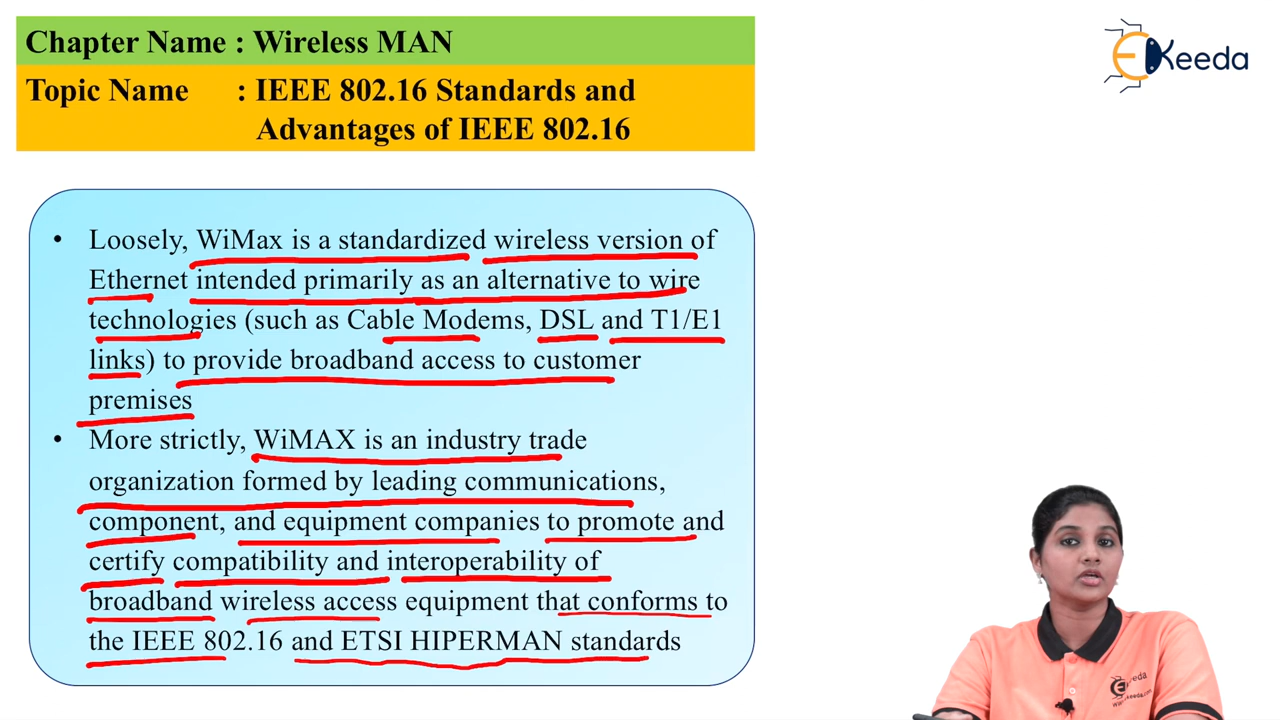 Chapter Name : Wireless MAN
Topic Name : IEEE 802.16 Standards and
Advantages of IEEE 802.16
EKeeda
• Loosely, WiMax is a standardized wireless version of
Ethernet intended primarily as an alternative to wire
technologies (such as Cable Modems, DSL and T1/E1
links) to provide broadband access to customer
premises
• More strictly, WiMAX is an industry trade
organization formed by leading communications,
component, and equipment companies to promote and
certify compatibility and interoperability of
broadband wireless access equipment that conforms to
the IEEE 802.16 and ETSI HIPERMAN standards